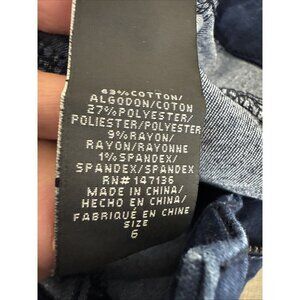 63% COTTON/
ALGODON/COTON
27% POLYESTER/
POLIESTER/POLYESTER
9% RAYON/
RAYON/RAYONNE
1% SPANDEX/
SPANDEX/SPANDEX
RN# 147136
MADE IN CHINA/
HECHO EN CHINA/
FABRIQUÉ EN CHINE
SIZE
6